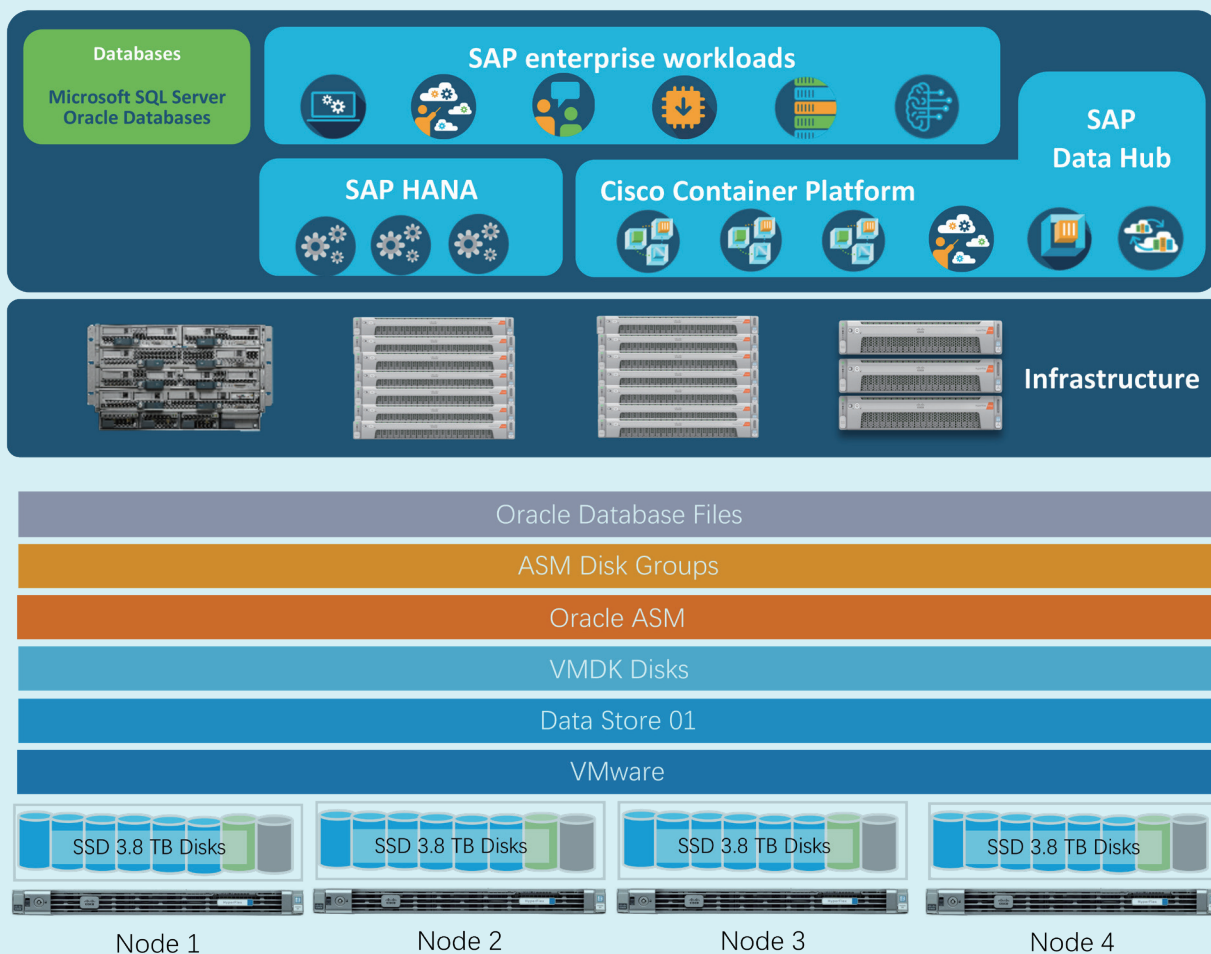 Databases
Microsoft SQL Server
Oracle Databases
SAP enterprise workloads
SAP
Data Hub
SAP HANA
Cisco Container Platform
Infrastructure
Oracle Database Files
ASM Disk Groups
Oracle ASM
VMDK Disks
Data Store 01
VMware
SSD 3.8 TB Disks
SSD 3.8 TB Disks
SSD 3.8 TB Disks
SSD 3.8 TB Disks
Node 1
Node 2
Node 3
Node 4